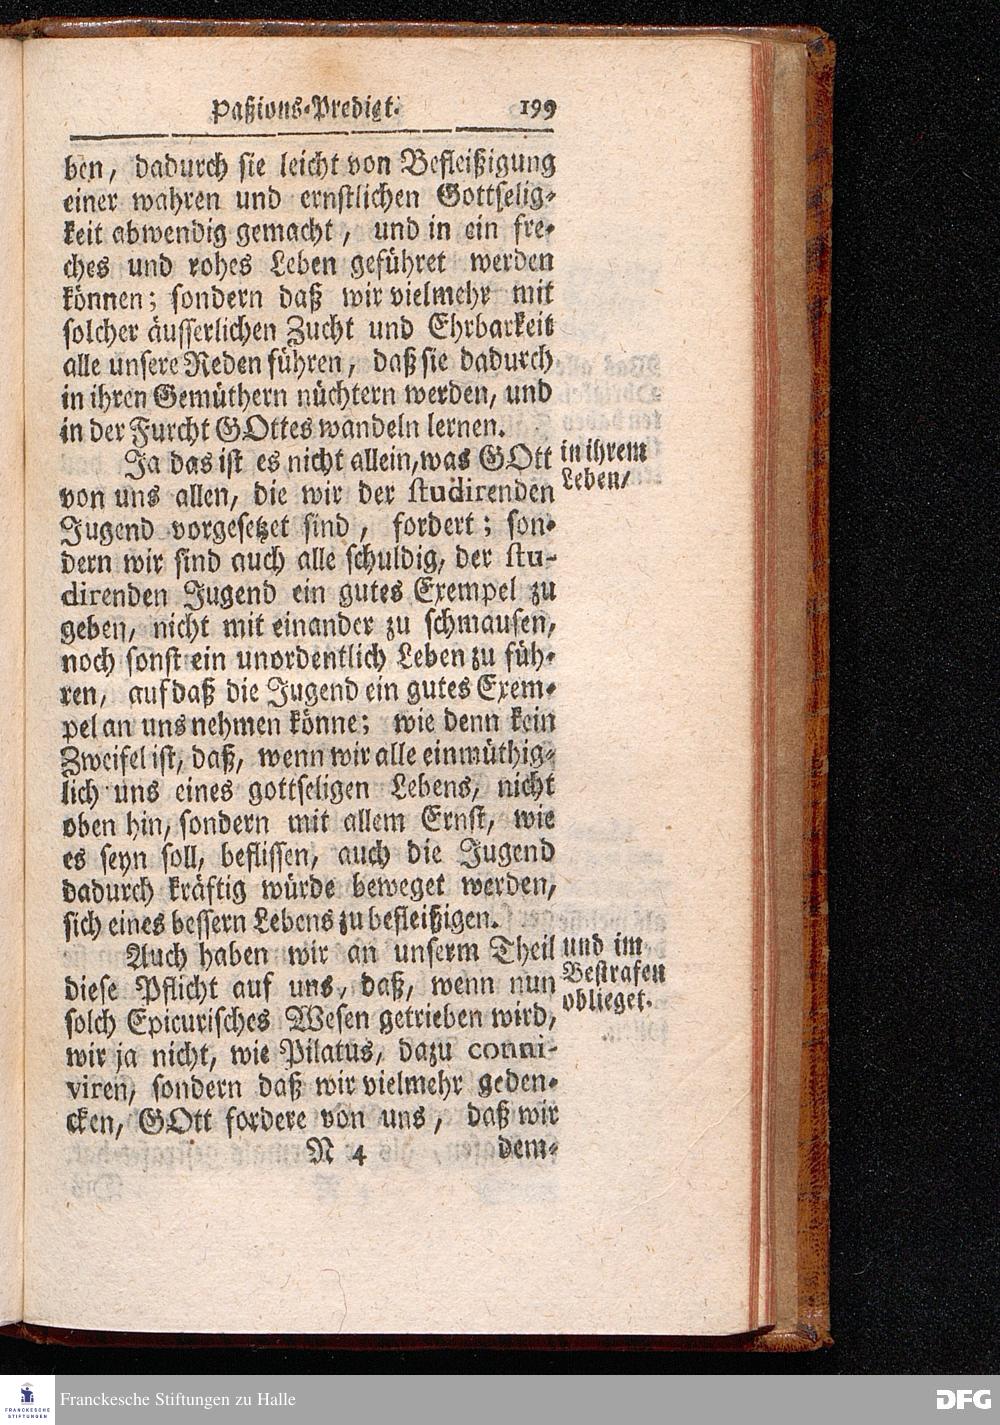 Paßions-Predigt. 199
ben, dadurch sie leicht von Befleißigung
einer wahren und ernstlichen Gottselig-
keit abwendig gemacht, und in ein fre-
ches und rohes Leben geführet werden
können; sondern daß wir vielmehr mit
solcher äusserlichen Zucht und Ehrbarkeit
alle unsere Reden führen, daß sie dadurch
in ihren Gemüthern nüchtern werden, und
in der Furcht GOttes wandeln lernen.
Ja das ist es nicht allein, was GOtt
in ihrem
Leben/
von uns allen, die wir der studirenden
Jugend vorgesetzet sind, fordert; son-
dern wir sind auch alle schuldig, der stu-
direnden Jugend ein gutes Exempel zu
geben, nicht mit einander zu schmausen,
noch sonst ein unordentlich Leben zu füh-
ren, auf daß die Jugend ein gutes Exem-
pel an uns nehmen könne; wie denn kein
Zweifel ist, daß, wenn wir alle einmüthig-
lich uns eines gottseligen Lebens, nicht
oben hin, sondern mit allem Ernst, wie
es seyn soll, beflissen, auch die Jugend
dadurch kräftig würde beweget werden,
sich eines bessern Lebens zu befleißigen.
Auch haben wir an unserm Theil
und im
Bestrafen
oblieget.
diese Pflicht auf uns, daß, wenn nun
solch Epicurisches Wesen getrieben wird,
wir ja nicht, wie Pilatus, dazu conni-
viren, sondern daß wir vielmehr geden-
cken, GOtt fordere von uns, daß wir
N 4 dem-
FRANCKESCHE
STIFTUNGEN
Franckesche Stiftungen zu Halle
DFG